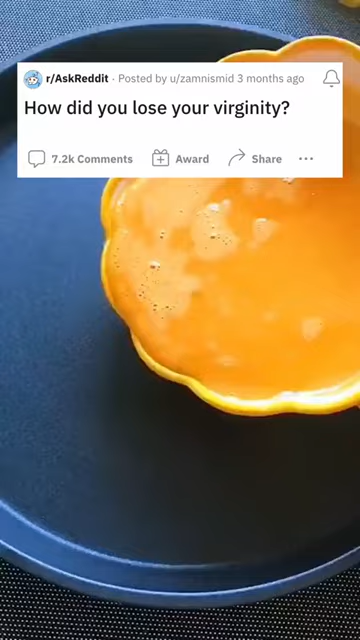 r/AskReddit · Posted by u/zamnismid 3 months ago
How did you lose your virginity?
7.2k Comments Award Share